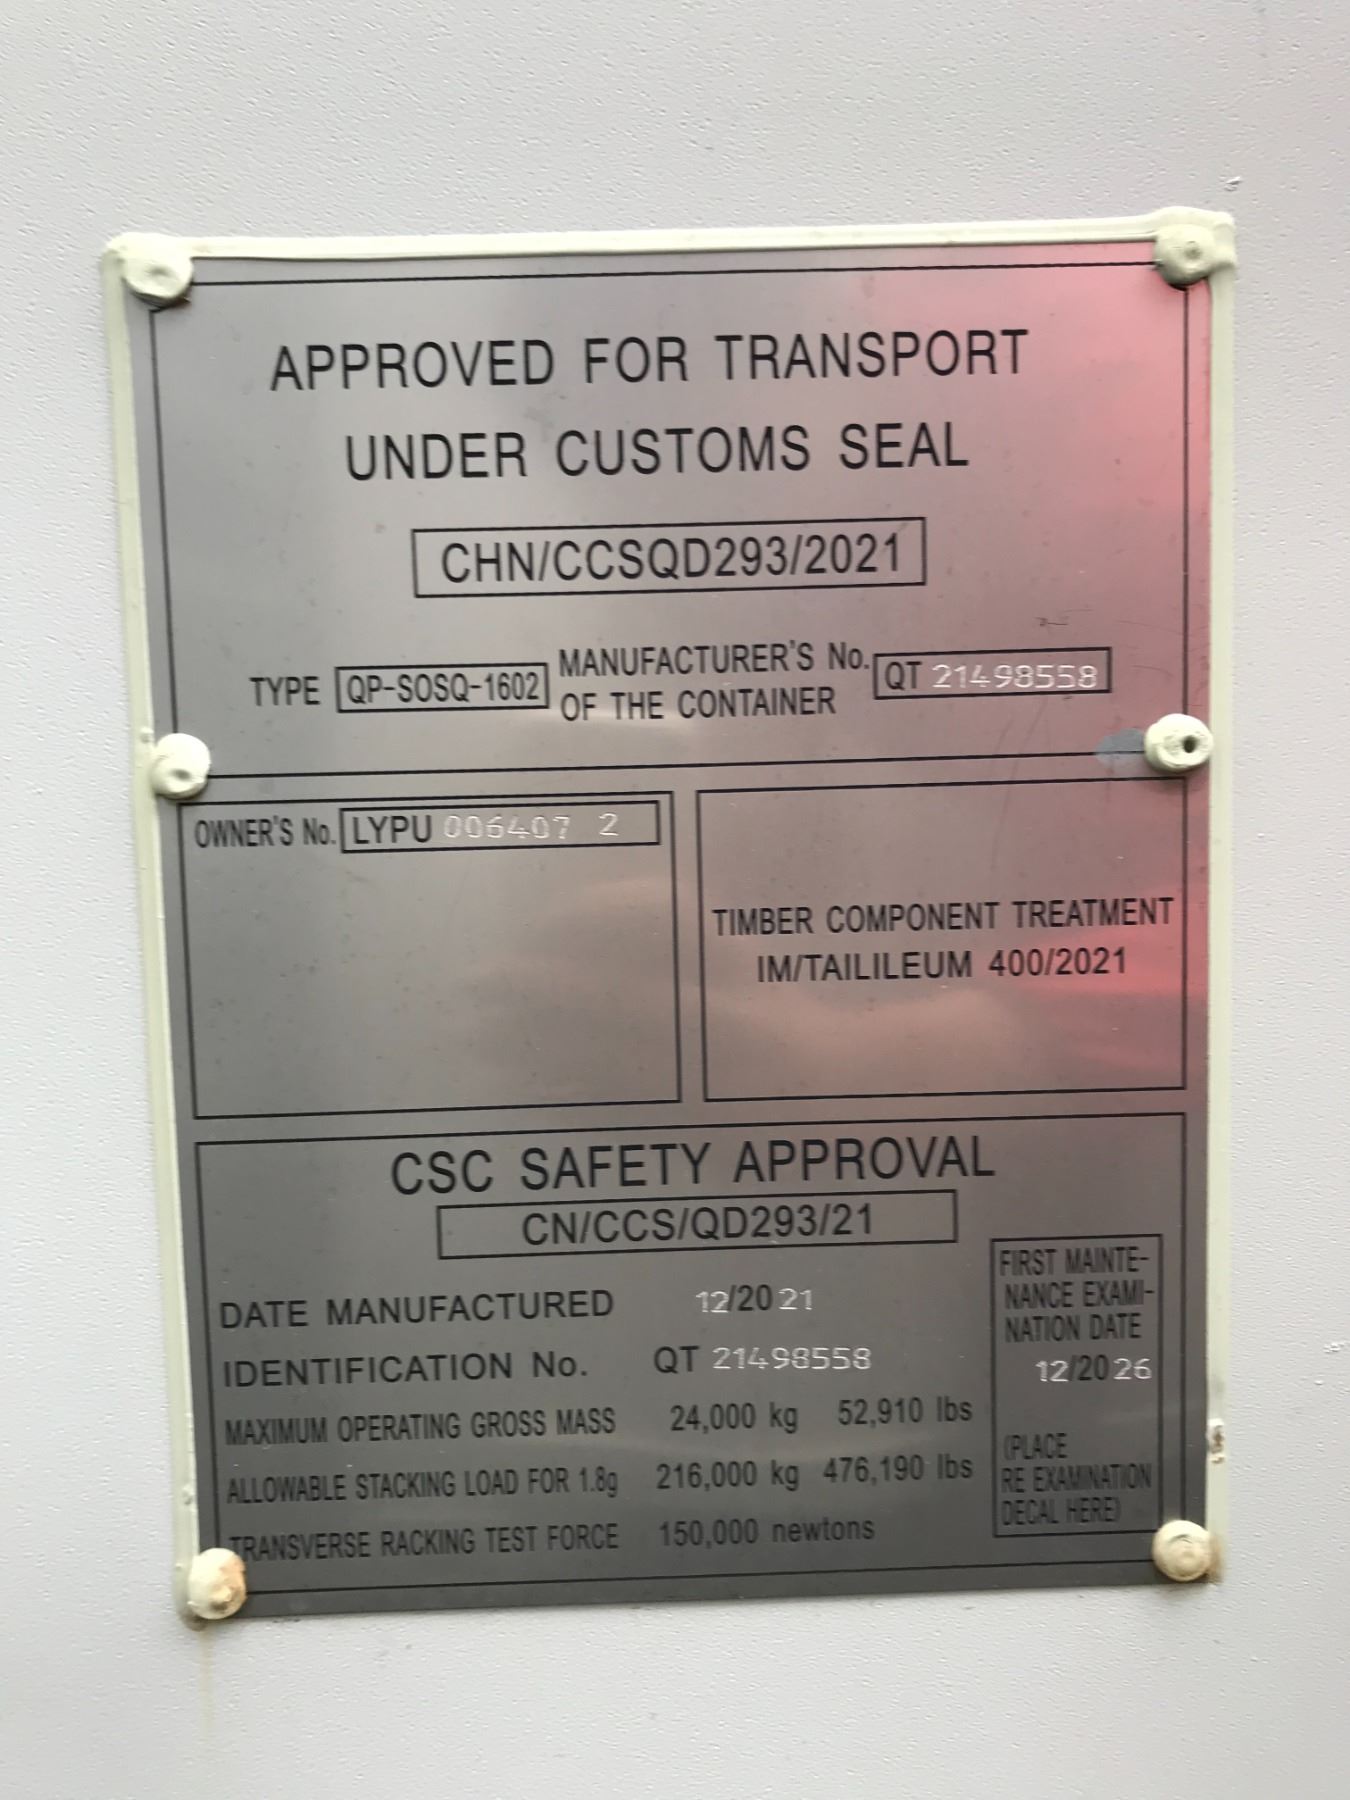 APPROVED FOR TRANSPORT
UNDER CUSTOMS SEAL
CHN/CCSQD293/2021
TYPE QP-SOSQ-1602 MANUFACTURER'S No. OF THE CONTAINER QT 21498558
OWNER'S No. LYPU 006407 2
TIMBER COMPONENT TREATMENT
IM/TAILILEUM 400/2021
CSC SAFETY APPROVAL
CN/CCS/QD293/21
DATE MANUFACTURED 12/2021
IDENTIFICATION No. QT 21498558
MAXIMUM OPERATING GROSS MASS 24,000 kg 52,910 lbs
ALLOWABLE STACKING LOAD FOR 1.8g 216,000 kg 476,190 lbs
TRANSVERSE RACKING TEST FORCE 150,000 newtons
FIRST MAINTE-
NANCE EXAMI-
NATION DATE
12/2026
(PLACE
RE EXAMINATION
DECAL HERE)